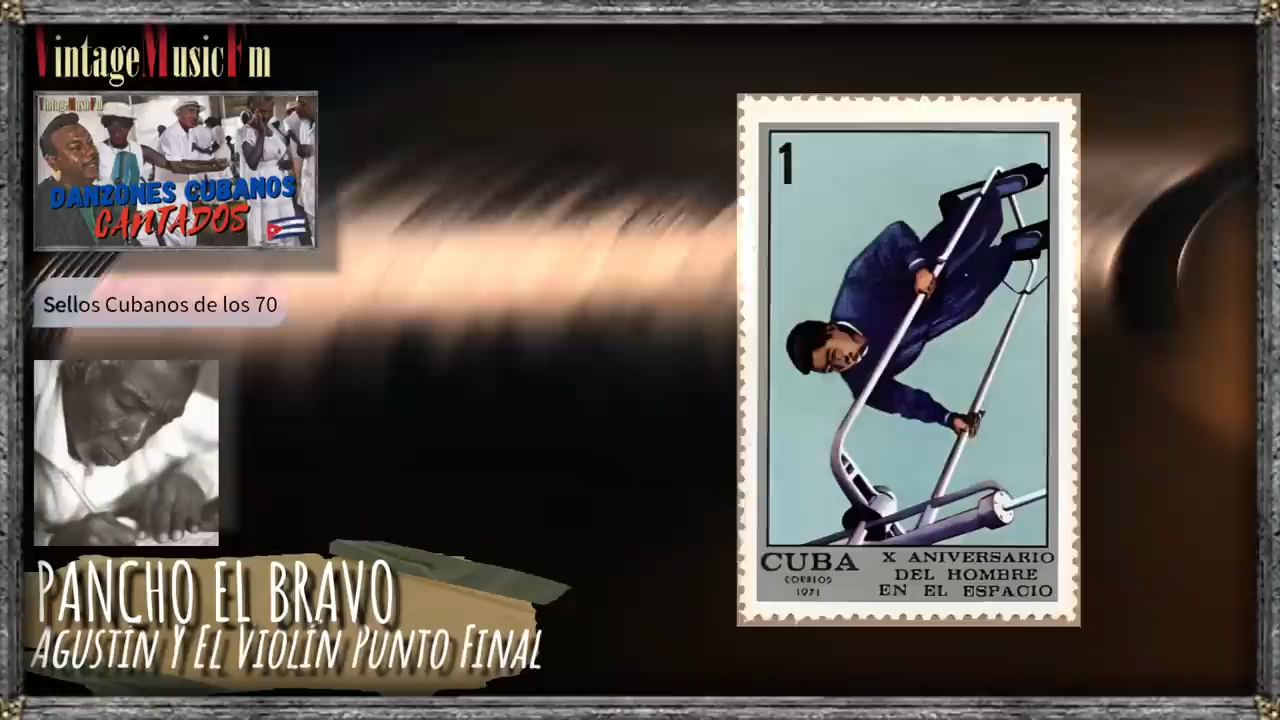 VintageMusicFm
VintageMusicFm
DANZONES CUBANOS
CANTADOS
Sellos Cubanos de los 70
PANCHO EL BRAVO
AGUSTÍN Y EL VIOLÍN PUNTO FINAL
1
CUBA
CORREOS
1971
X ANIVERSARIO
DEL HOMBRE
EN EL ESPACIO